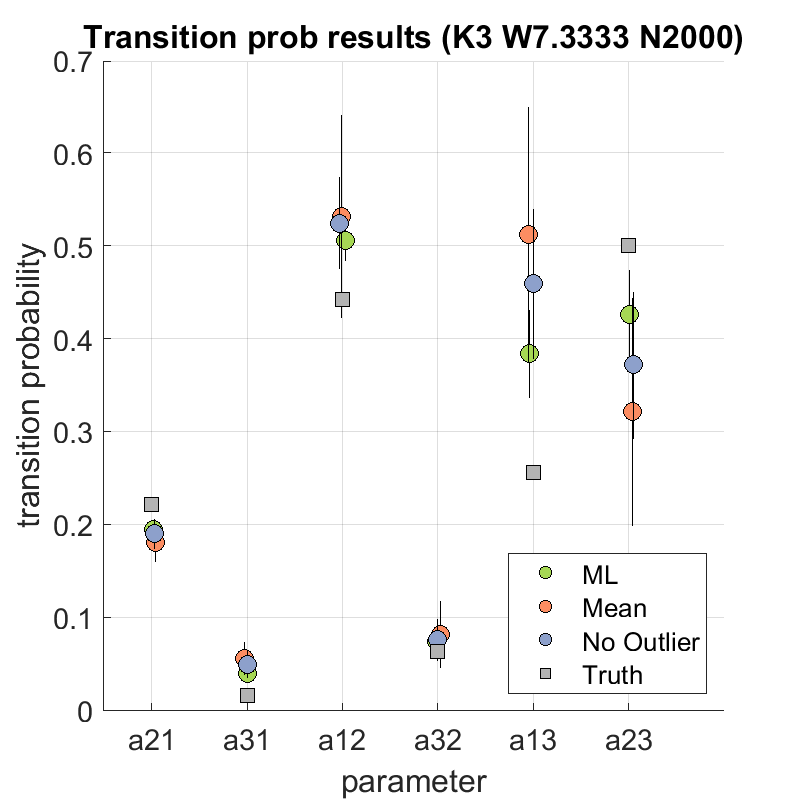 Transition prob results (K3 W7.3333 N2000)
0.7
0.6
0.5
0.4
0.3
0.2
0.1
0
transition probability
ML
Mean
No Outlier
Truth
a21 a31 a12 a32 a13 a23
parameter